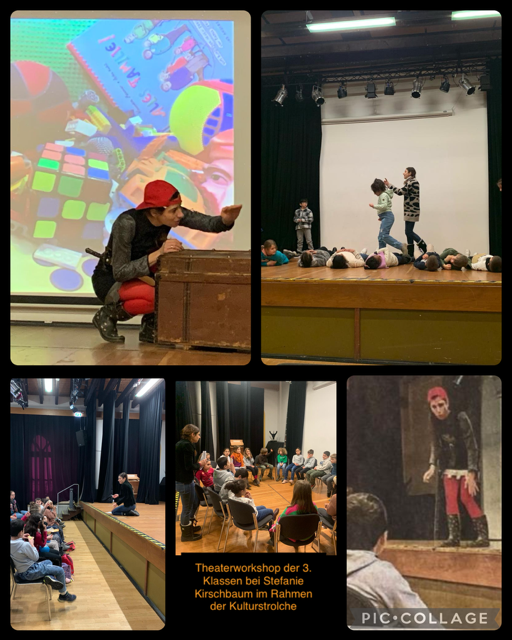 Theaterworkshop der 3.
Klassen bei Stefanie
Kirschbaum im Rahmen
der Kulturstrolche
PIC•COLLAGE